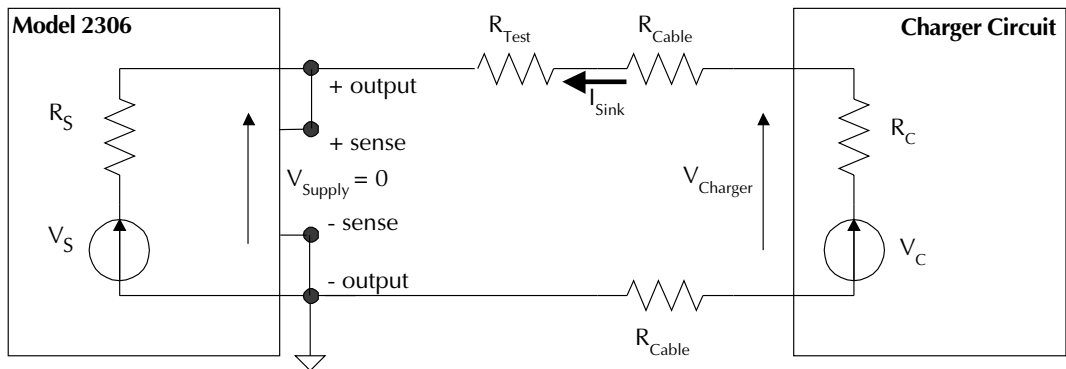 Model 2306
Charger Circuit
R_Test
R_Cable
+ output
I_Sink
R_S
+ sense
R_C
V_Supply = 0
V_Charger
- sense
V_S
V_C
- output
R_Cable